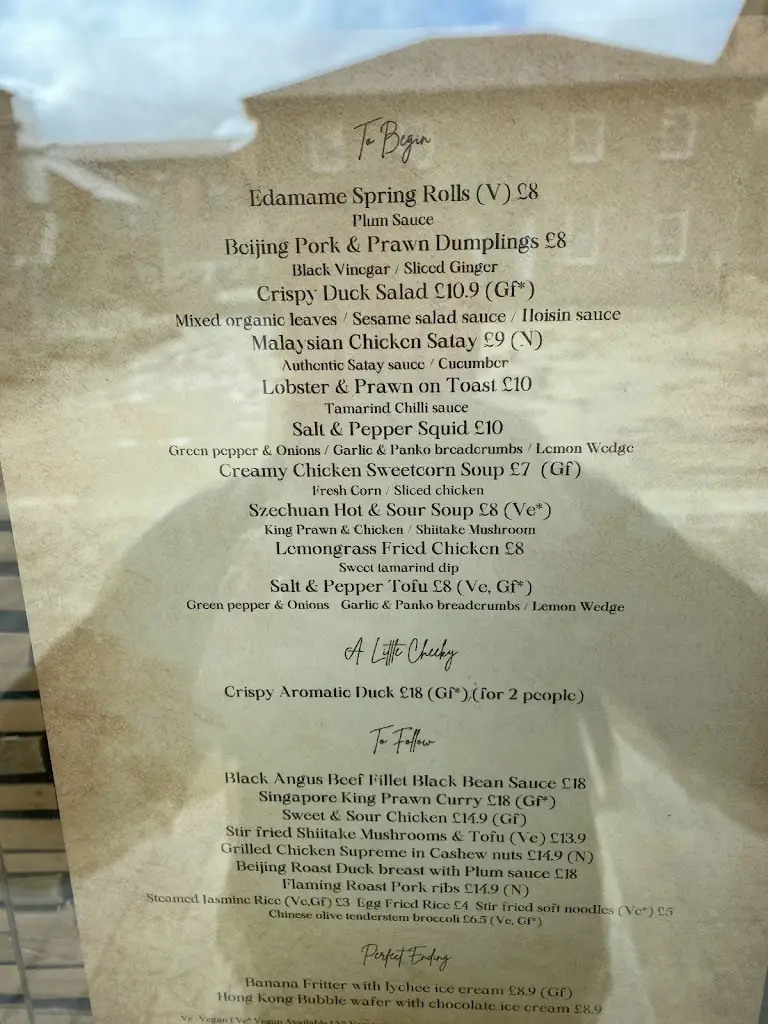 To Begin
Edamame Spring Rolls (V) £8
Plum Sauce
Beijing Pork & Prawn Dumplings £8
Black Vinegar / Sliced Ginger
Crispy Duck Salad £10.9 (Gf*)
Mixed organic leaves / Sesame salad sauce / Hoisin sauce
Malaysian Chicken Satay £9 (N)
Authentic Satay sauce / Cucumber
Lobster & Prawn on Toast £10
Tamarind Chilli sauce
Salt & Pepper Squid £10
Green pepper & Onions / Garlic & Panko breadcrumbs / Lemon Wedge
Creamy Chicken Sweetcorn Soup £7 (Gf)
Fresh Corn / Sliced chicken
Szechuan Hot & Sour Soup £8 (Ve*)
King Prawn & Chicken / Shiitake Mushroom
Lemongrass Fried Chicken £8
Sweet tamarind dip
Salt & Pepper Tofu £8 (Ve, Gf*)
Green pepper & Onions Garlic & Panko breadcrumbs / Lemon Wedge
A Little Cheeky
Crispy Aromatic Duck £18 (Gf*) (for 2 people)
To Follow
Black Angus Beef Fillet Black Bean Sauce £18
Singapore King Prawn Curry £18 (Gf*)
Sweet & Sour Chicken £14.9 (Gf)
Stir fried Shiitake Mushrooms & Tofu (Ve) £13.9
Grilled Chicken Supreme in Cashew nuts £14.9 (N)
Beijing Roast Duck breast with Plum sauce £18
Flaming Roast Pork ribs £14.9 (N)
Steamed Jasmine Rice (Ve,Gf) £3 Egg Fried Rice £4 Stir fried soft noodles (Ve*) £5
Chinese olive tenderstem broccoli £6.5 (Ve, Gf*)
Perfect Ending
Banana Fritter with lychee ice cream £8.9 (Gf)
Hong Kong Bubble wafer with chocolate ice cream £8.9
Ve Vegan | Ve* Vegan Available |